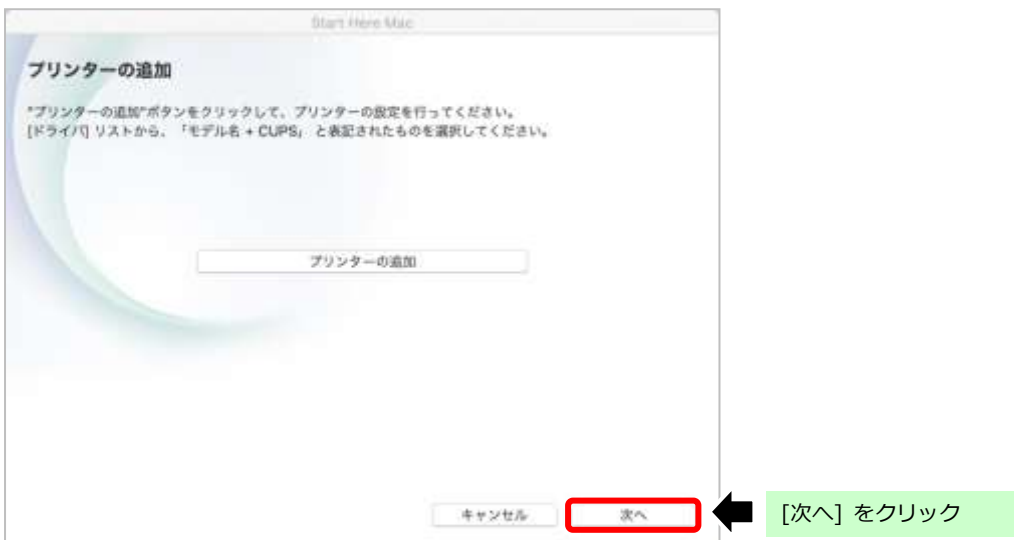 Start Here Mac
プリンターの追加
"プリンターの追加"ボタンをクリックして、プリンターの設定を行ってください。
[ドライバ] リストから、「モデル名 + CUPS」 と表記されたものを選択してください。
プリンターの追加
キャンセル
次へ
[次へ] をクリック